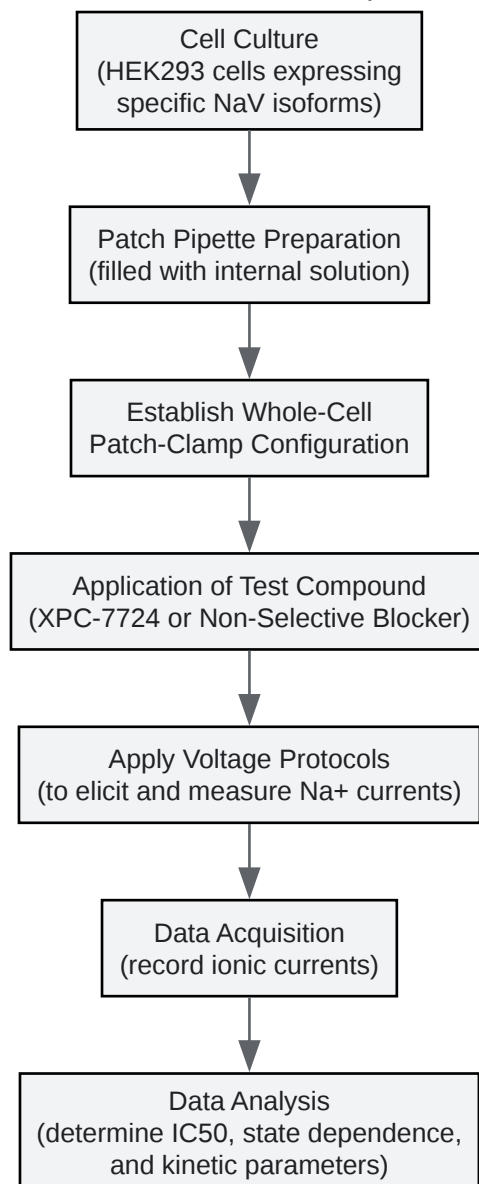 Cell Culture
(HEK293 cells expressing
specific NaV isoforms)
Patch Pipette Preparation
(filled with internal solution)
Establish Whole-Cell
Patch-Clamp Configuration
Application of Test Compound
(XPC-7724 or Non-Selective Blocker)
Apply Voltage Protocols
(to elicit and measure Na+ currents)
Data Acquisition
(record ionic currents)
Data Analysis
(determine IC50, state dependence,
and kinetic parameters)